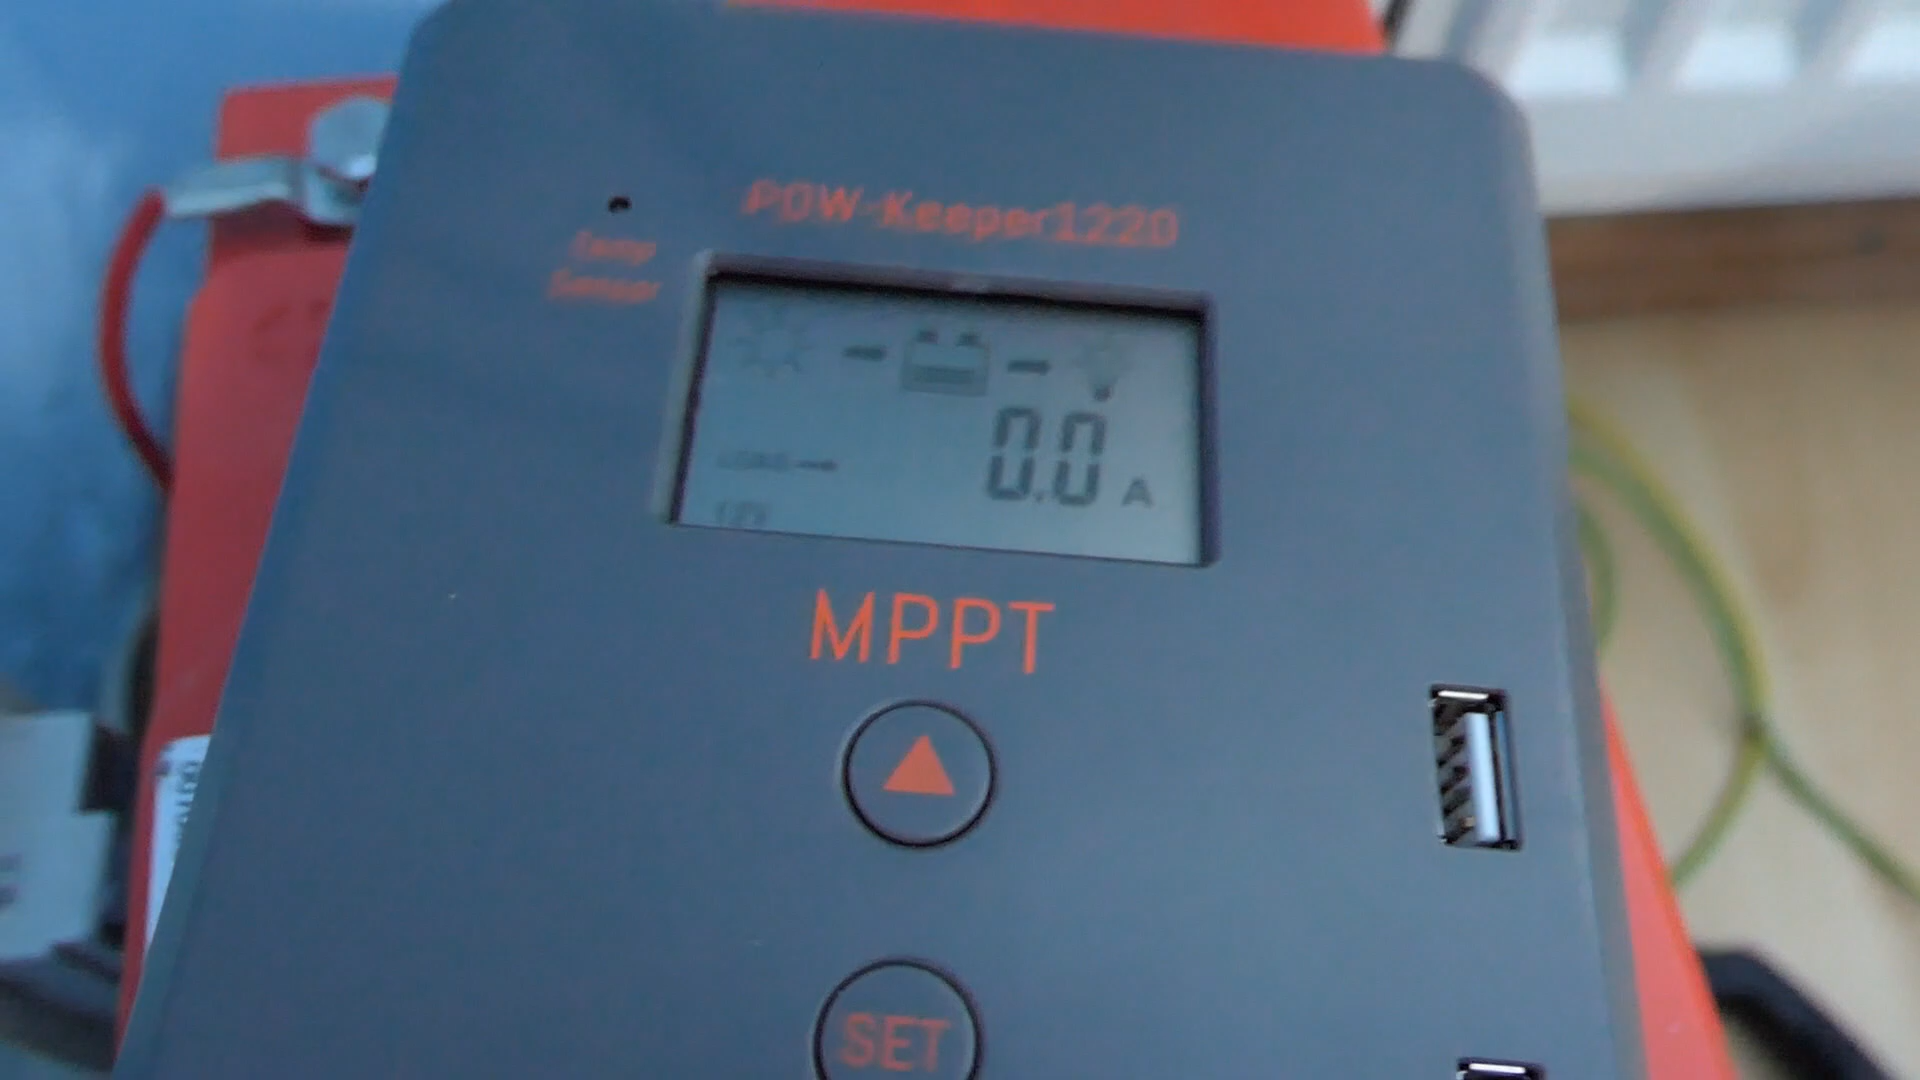 POW-Keeper1220
Temp
Sensor
LOAD
0.0 A
12V
MPPT
SET